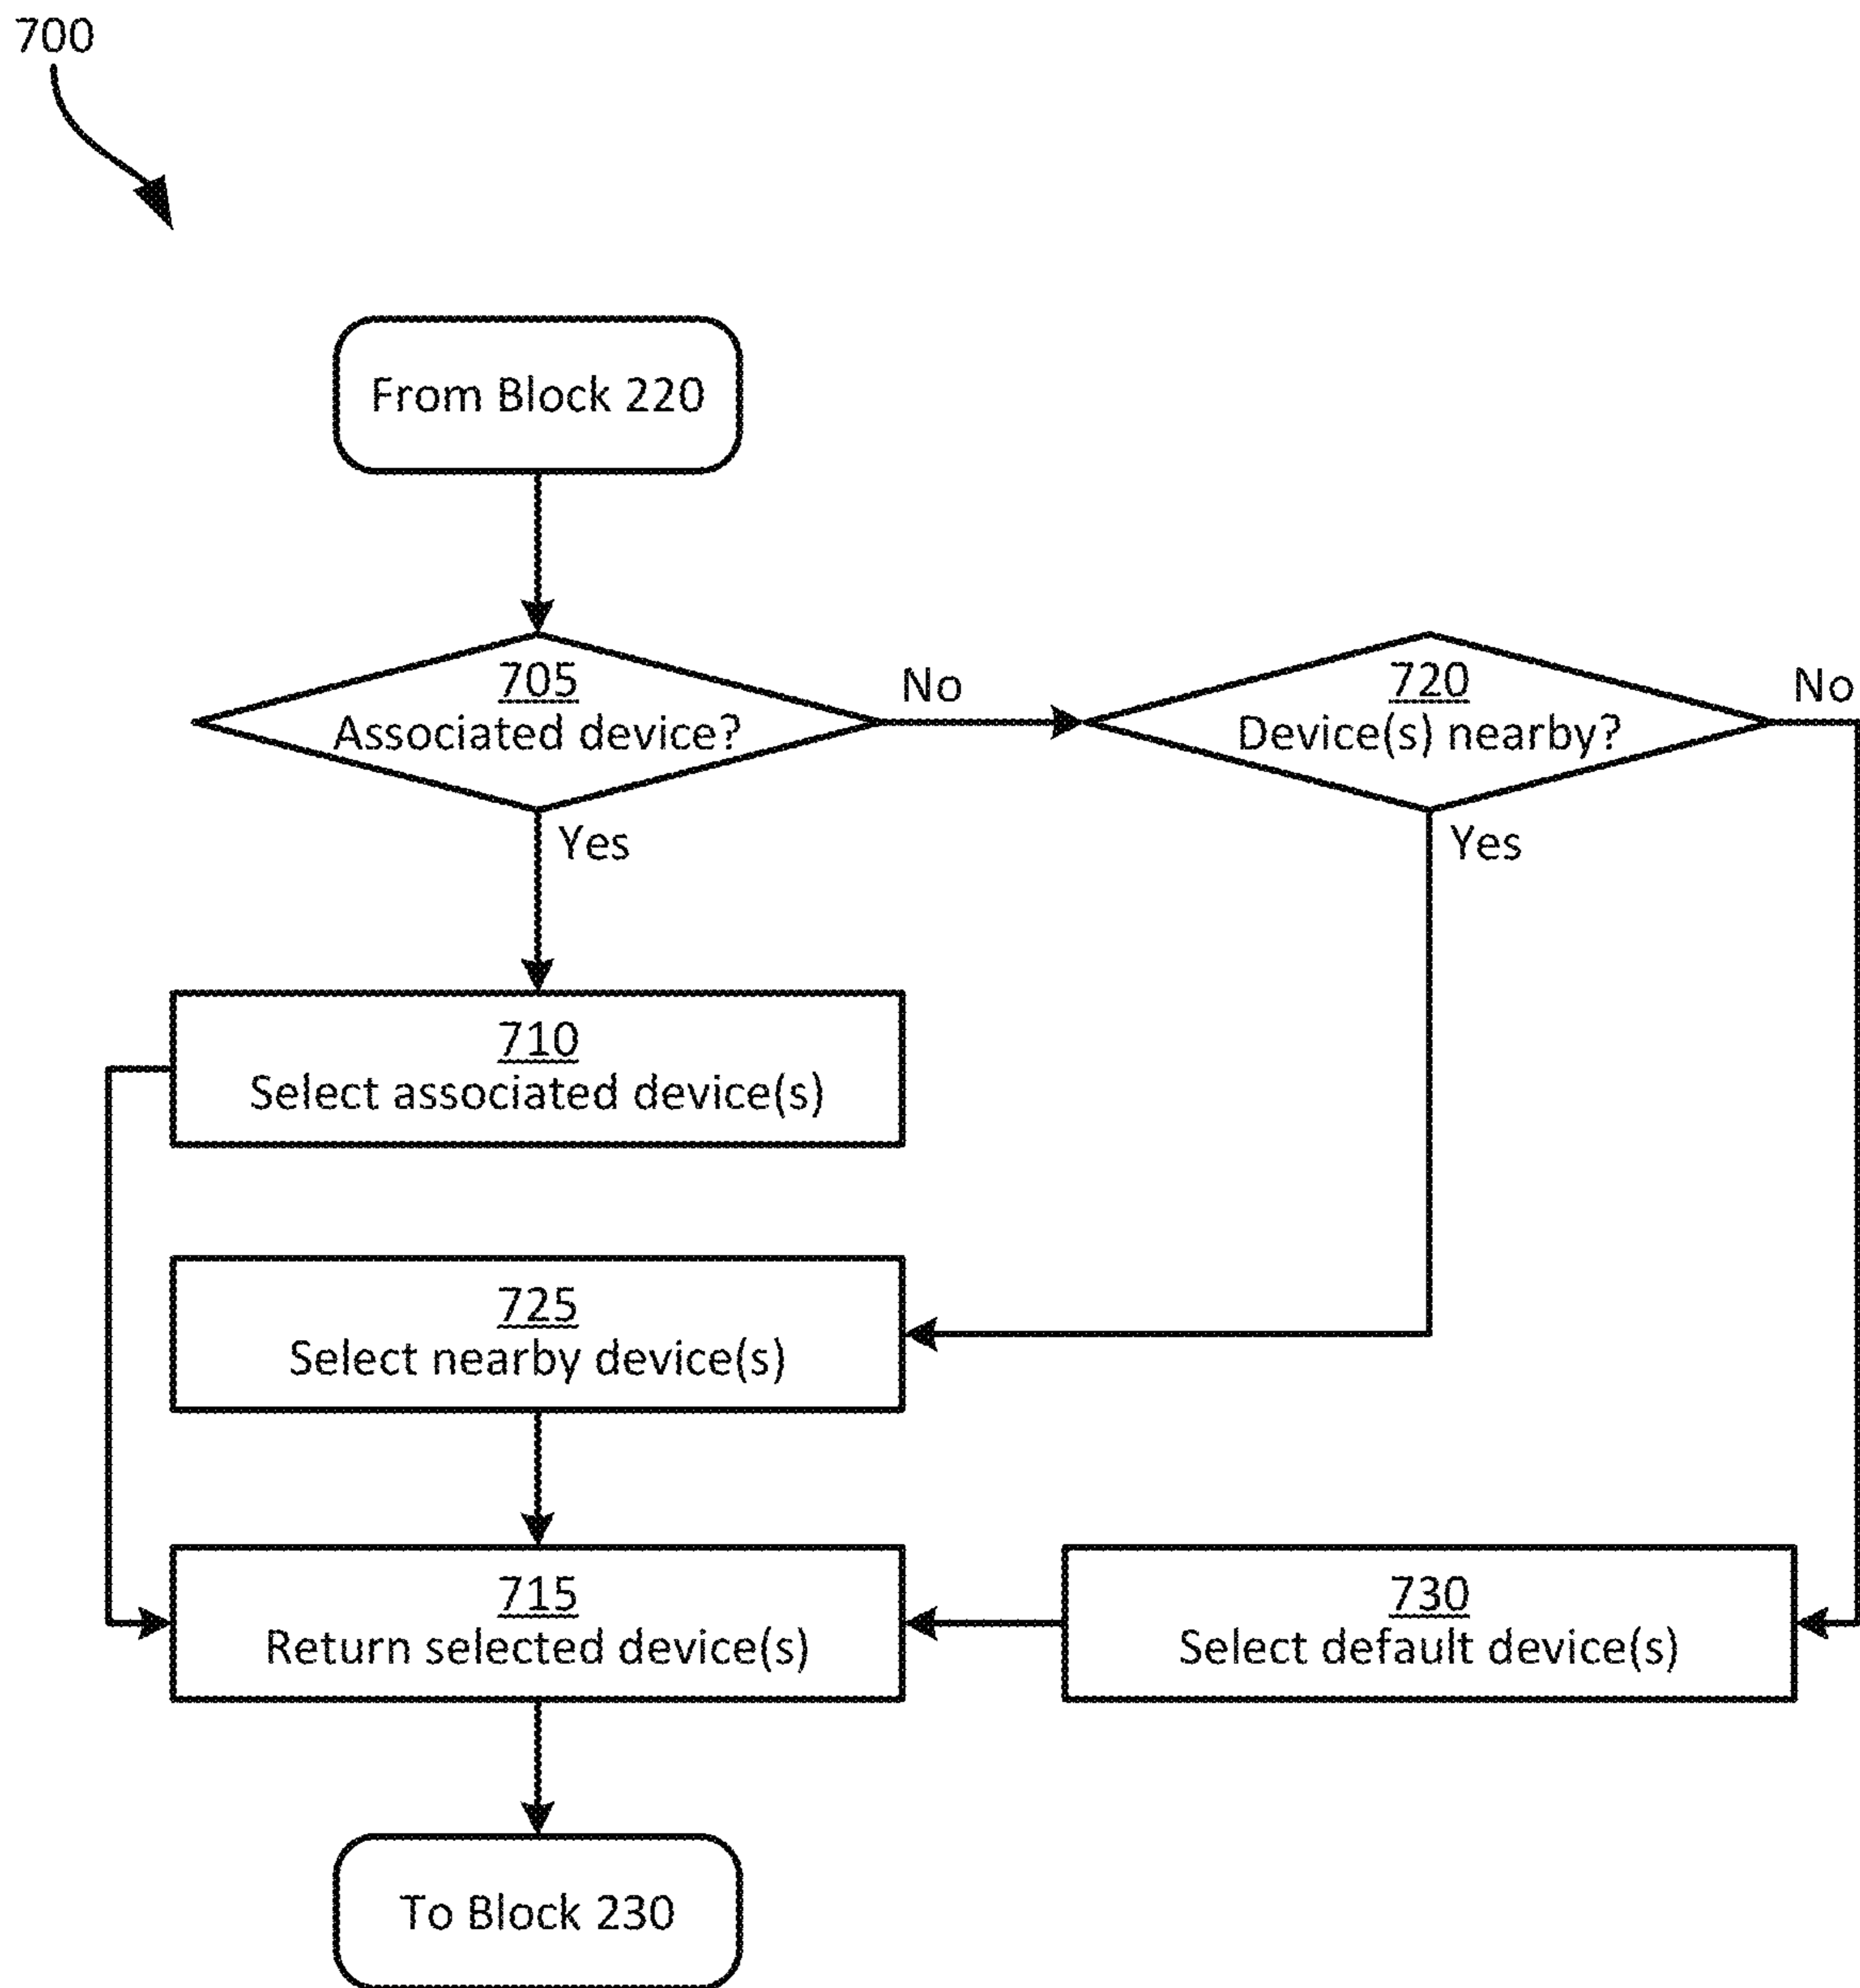 700
From Block 220
705
Associated device?
No
720
Device(s) nearby?
No
Yes
Yes
710
Select associated device(s)
725
Select nearby device(s)
715
Return selected device(s)
730
Select default device(s)
To Block 230